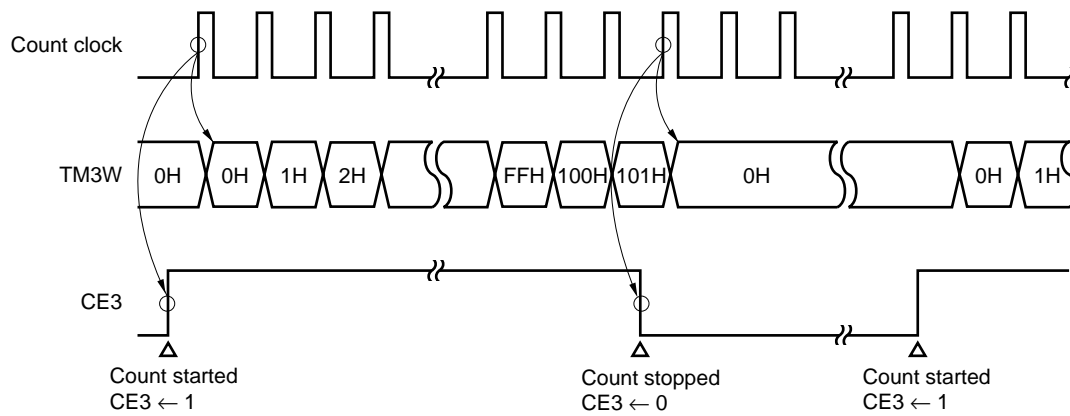 Count clock
TM3W
0H 0H 1H 2H FFH 100H 101H 0H 0H 1H
CE3
Count started
CE3 ← 1
Count stopped
CE3 ← 0
Count started
CE3 ← 1